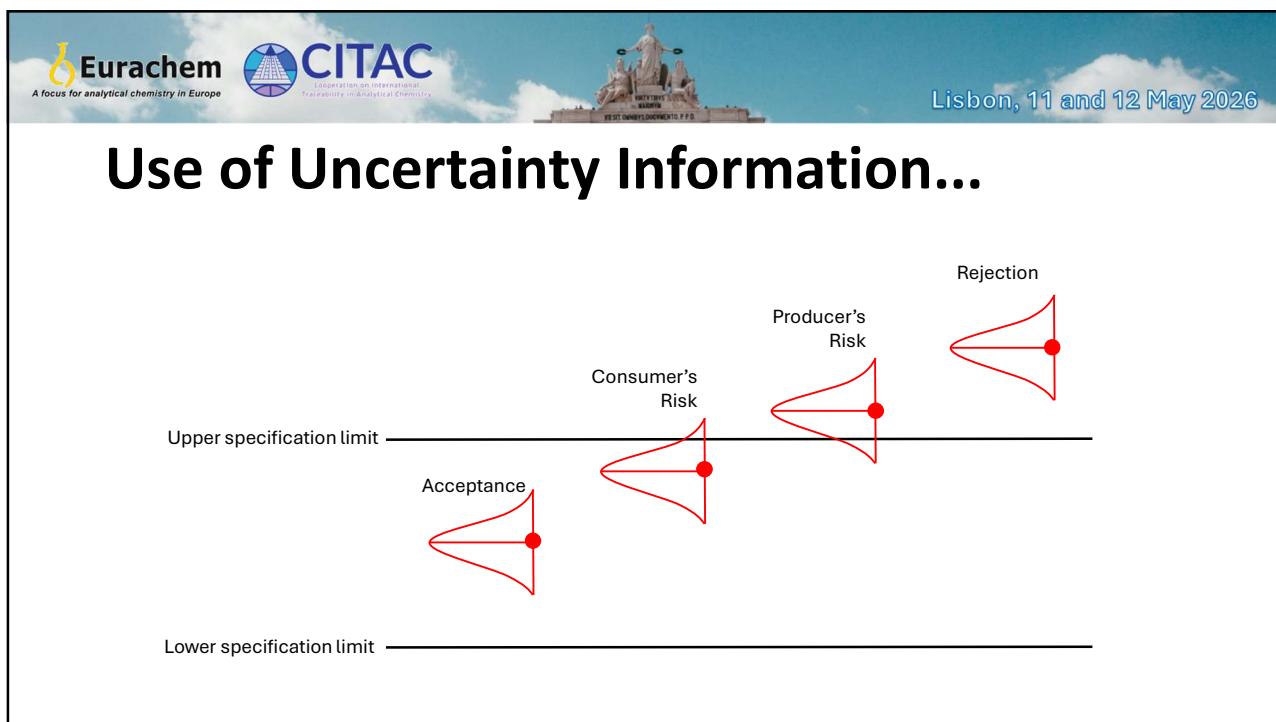 Eurachem
A focus for analytical chemistry in Europe
CITAC
Cooperation on International
Traceability in Analytical Chemistry
Lisbon, 11 and 12 May 2026
Use of Uncertainty Information...
Rejection
Producer’s
Risk
Consumer’s
Risk
Upper specification limit
Acceptance
Lower specification limit